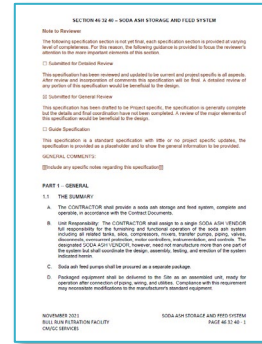 SECTION 46 32 40 – SODA ASH STORAGE AND FEED SYSTEM
Note to Reviewer
The following specification section is not yet final, each specification section is provided at varying
level of completeness. For this reason, the following guidance is provided to focus the reviewer's
attention to the more important elements of this section.
☐ Submitted for Detailed Review
This specification has been reviewed and updated to be current and project specific is all aspects.
After review and incorporation of comments this specification will be final. A detailed review of
any portion of this specification would be beneficial to the design.
☒ Submitted for General Review
This specification has been drafted to be Project specific, the specification is generally complete
but the details and final coordination have not been completed. A review of the major elements of
this specification would be beneficial to the design.
☐ Guide Specification
This specification is a standard specification with little or no project specific updates, the
specification is provided as a placeholder and to show the general information to be provided.
GENERAL COMMENTS:
[Include any specific notes regarding this specification]
PART 1 – GENERAL
1.1 THE SUMMARY
A. The CONTRACTOR shall provide a soda ash storage and feed system, complete and
operable, in accordance with the Contract Documents.
B. Unit Responsibility: The CONTRACTOR shall assign to a single SODA ASH VENDOR
full responsibility for the furnishing and functional operation of the soda ash system
including all related tanks, silos, compressors, mixers, transfer pumps, piping, valves,
disconnects, overcurrent protection, motor controllers, instrumentation, and controls. The
designated SODA ASH VENDOR, however, need not manufacture more than one part of
the system but shall coordinate the design, assembly, testing, and erection of the system
indicated herein.
C. Soda ash feed pumps shall be procured as a separate package.
D. Packaged equipment shall be delivered to the Site as an assembled unit, ready for
operation after connection of piping, wiring, and utilities. Compliance with this requirement
may necessitate modifications to the manufacturer's standard equipment.
NOVEMBER 2021 SODA ASH STORAGE AND FEED SYSTEM
BULL RUN FILTRATION FACILITY PAGE 46 32 40 - 1
CM/GC SERVICES